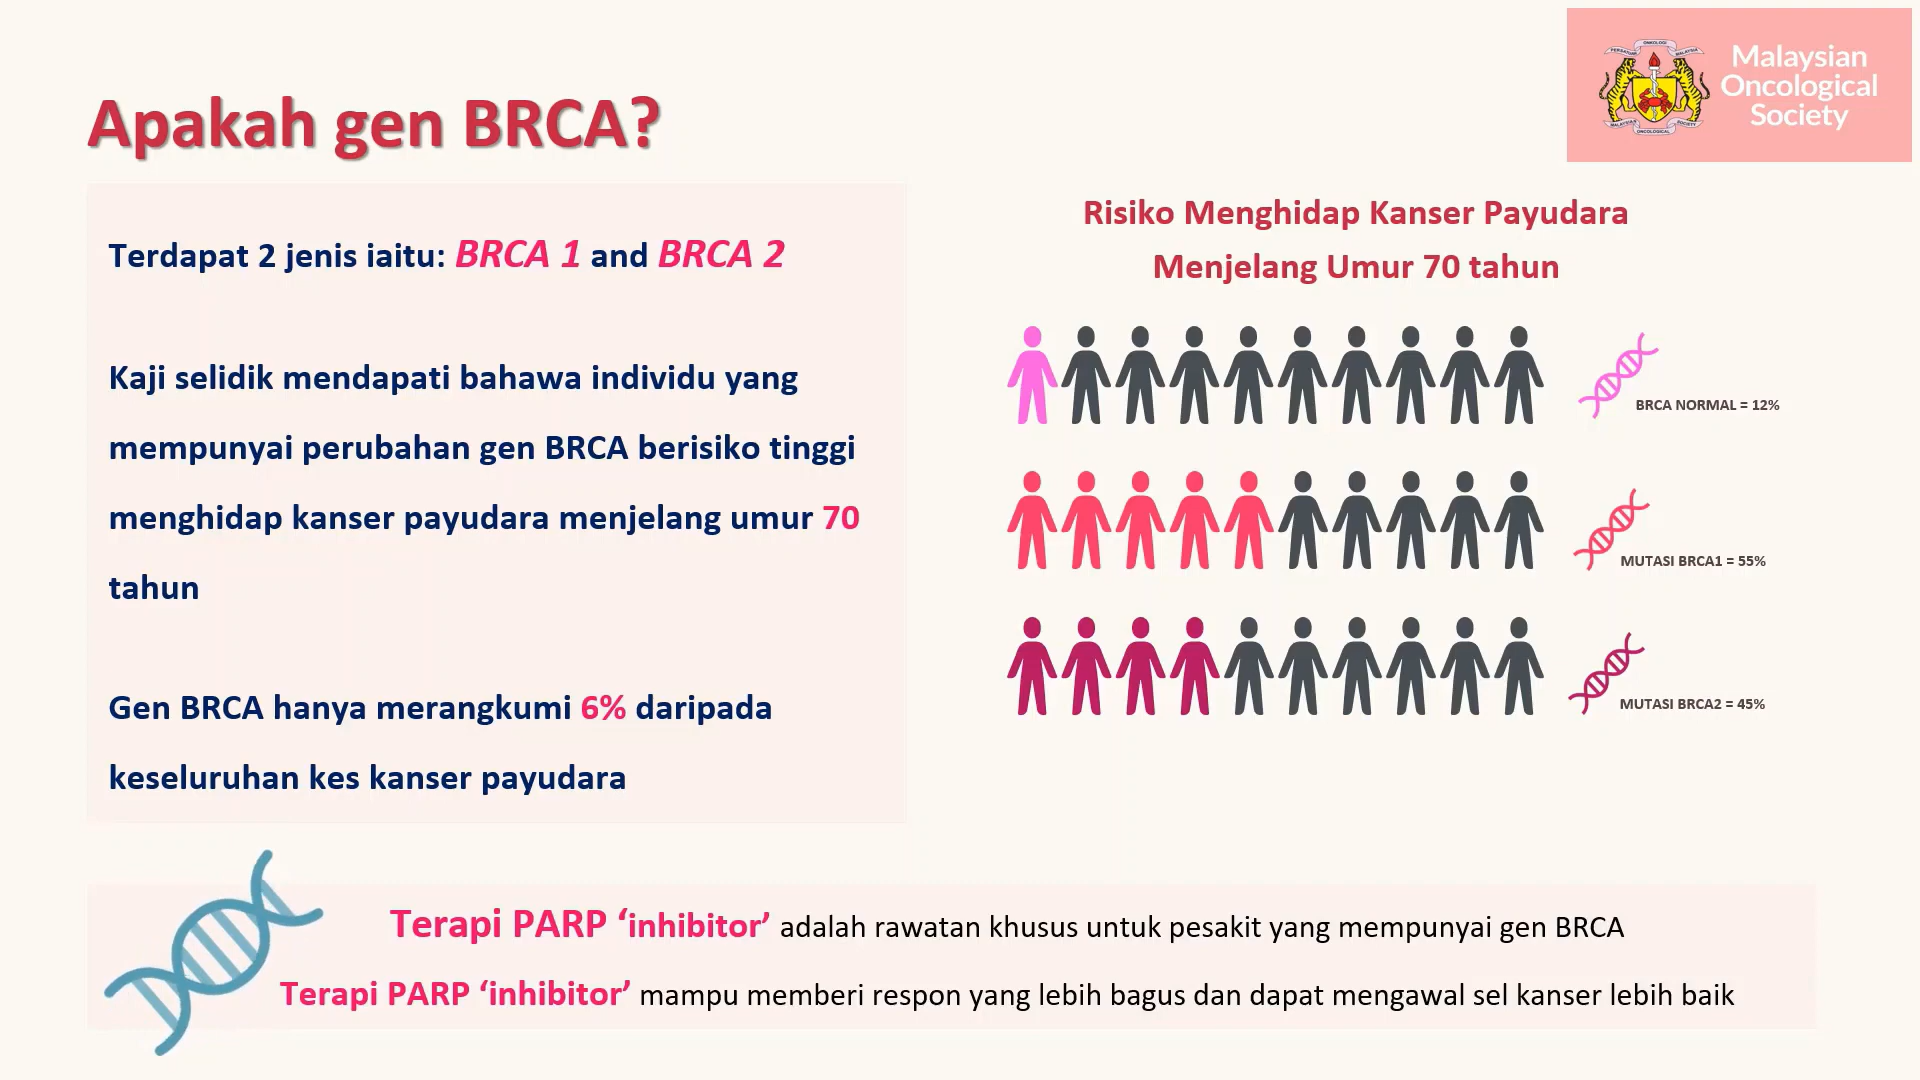 Malaysian
Oncological
Society
Apakah gen BRCA?
Terdapat 2 jenis iaitu: BRCA 1 and BRCA 2
Kaji selidik mendapati bahawa individu yang
mempunyai perubahan gen BRCA berisiko tinggi
menghidap kanser payudara menjelang umur 70
tahun
Gen BRCA hanya merangkumi 6% daripada
keseluruhan kes kanser payudara
Risiko Menghidap Kanser Payudara
Menjelang Umur 70 tahun
BRCA NORMAL = 12%
MUTASI BRCA1 = 55%
MUTASI BRCA2 = 45%
Terapi PARP ‘inhibitor’ adalah rawatan khusus untuk pesakit yang mempunyai gen BRCA
Terapi PARP ‘inhibitor’ mampu memberi respon yang lebih bagus dan dapat mengawal sel kanser lebih baik